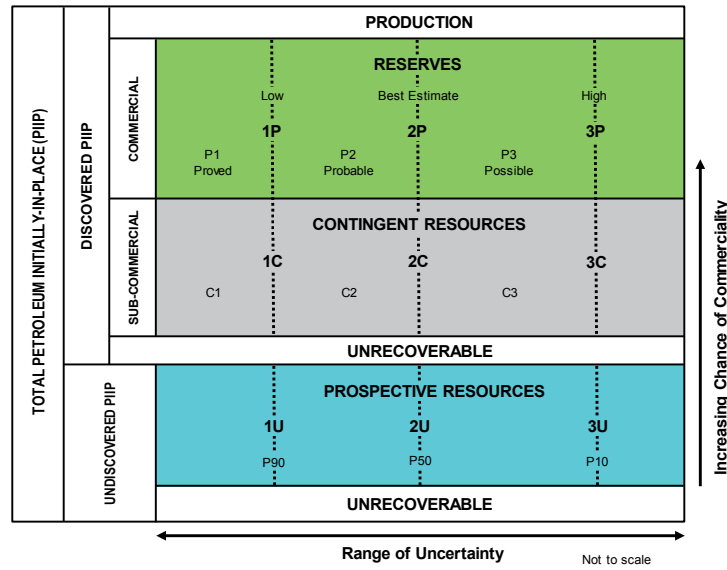 PRODUCTION
RESERVES
Low Best Estimate High
1P 2P 3P
P1 P2 P3
Proved Probable Possible
CONTINGENT RESOURCES
1C 2C 3C
C1 C2 C3
UNRECOVERABLE
PROSPECTIVE RESOURCES
1U 2U 3U
P90 P50 P10
UNRECOVERABLE
TOTAL PETROLEUM INITIALLY-IN-PLACE (PIIP)
DISCOVERED PIIP
UNDISCOVERED PIIP
COMMERCIAL
SUB-COMMERCIAL
Increasing Chance of Commerciality
Range of Uncertainty
Not to scale